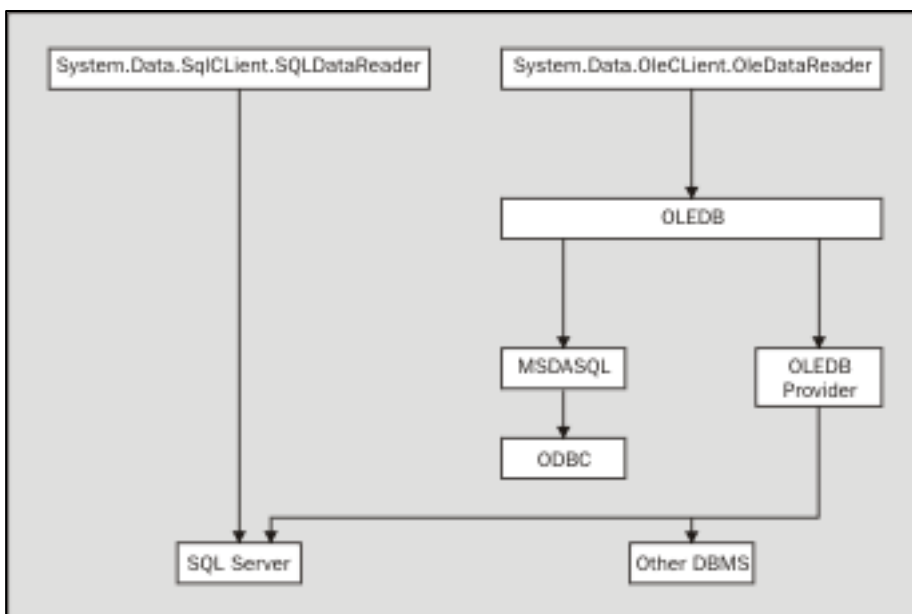 System.Data.SqlCLient.SQLDataReader
System.Data.OleCLient.OleDataReader
OLEDB
MSDASQL
OLEDB
Provider
ODBC
SQL Server
Other DBMS